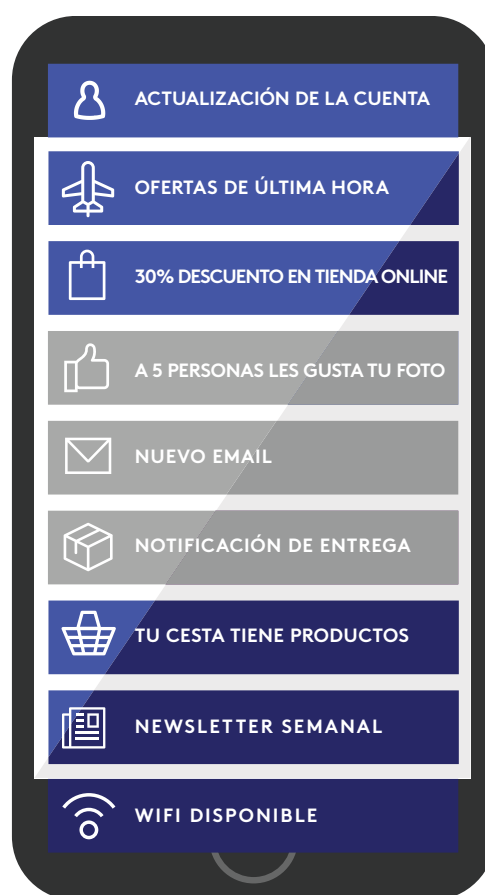 ACTUALIZACIÓN DE LA CUENTA
OFERTAS DE ÚLTIMA HORA
30% DESCUENTO EN TIENDA ONLINE
A 5 PERSONAS LES GUSTA TU FOTO
NUEVO EMAIL
NOTIFICACIÓN DE ENTREGA
TU CESTA TIENE PRODUCTOS
NEWSLETTER SEMANAL
WIFI DISPONIBLE